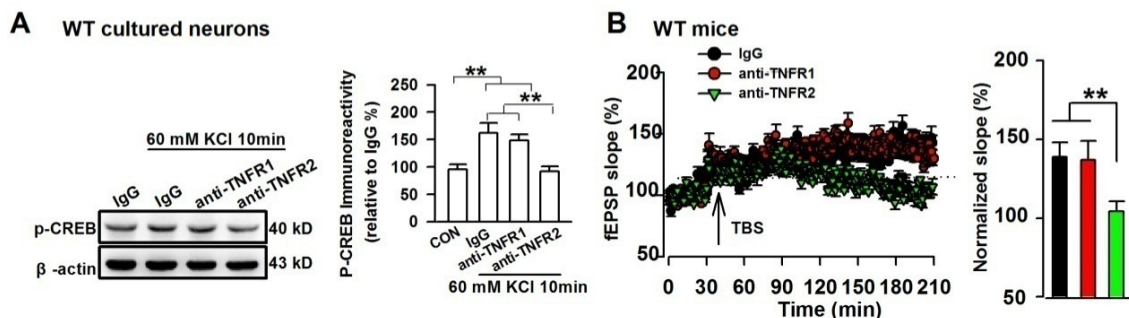 A WT cultured neurons
60 mM KCl 10min
IgG
IgG
anti-TNFR1
anti-TNFR2
p-CREB
40 kD
β -actin
43 kD
P-CREB Immunoreactivity
(relative to IgG %)
250
200
150
100
50
0
**
**
CON
IgG
anti-TNFR1
anti-TNFR2
60 mM KCl 10min
B WT mice
IgG
anti-TNFR1
anti-TNFR2
fEPSP slope (%)
200
150
100
50
TBS
0 30 60 90 120 150 180 210
Time (min)
Normalized slope (%)
200
150
100
50
**